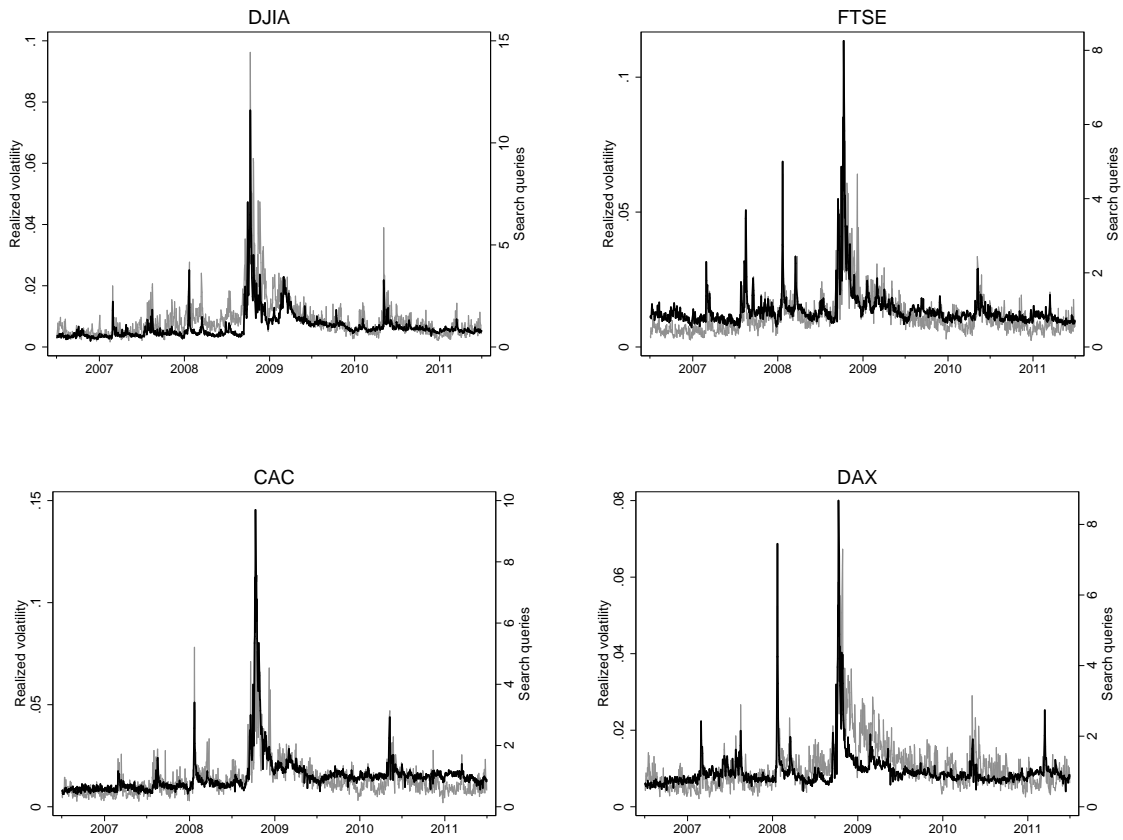 DJIA
Realized volatility
0 .02 .04 .06 .08 .1
Search queries
0 5 10 15
2007 2008 2009 2010 2011
FTSE
Realized volatility
0 .05 .1
Search queries
0 2 4 6 8
2007 2008 2009 2010 2011
CAC
Realized volatility
0 .05 .1 .15
Search queries
0 2 4 6 8 10
2007 2008 2009 2010 2011
DAX
Realized volatility
0 .02 .04 .06 .08
Search queries
0 2 4 6 8
2007 2008 2009 2010 2011